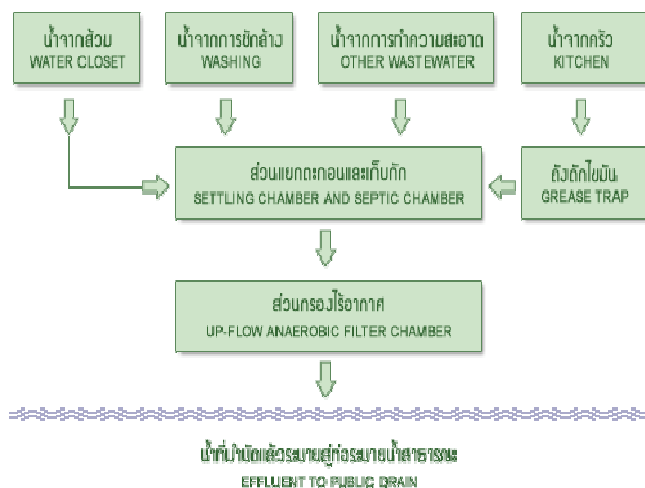 น้ำจากส้วม
WATER CLOSET
น้ำจากการซักล้าง
WASHING
น้ำจากการทำความสะอาด
OTHER WASTEWATER
น้ำจากครัว
KITCHEN
ส่วนแยกตะกอนและเก็บกัก
SETTLING CHAMBER AND SEPTIC CHAMBER
ถังดักไขมัน
GREASE TRAP
ส่วนกรองไร้อากาศ
UP-FLOW ANAEROBIC FILTER CHAMBER
น้ำที่บำบัดแล้วระบายสู่ท่อระบายน้ำสาธารณะ
EFFLUENT TO PUBLIC DRAIN